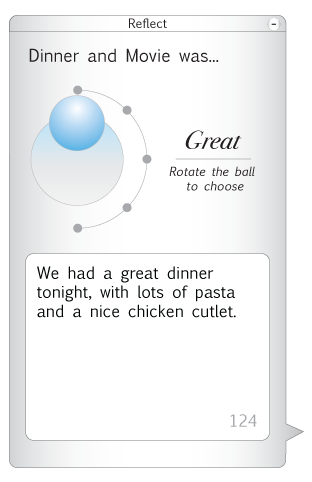 Reflect
Dinner and Movie was...
Great
Rotate the ball
to choose
We had a great dinner
tonight, with lots of pasta
and a nice chicken cutlet.
124